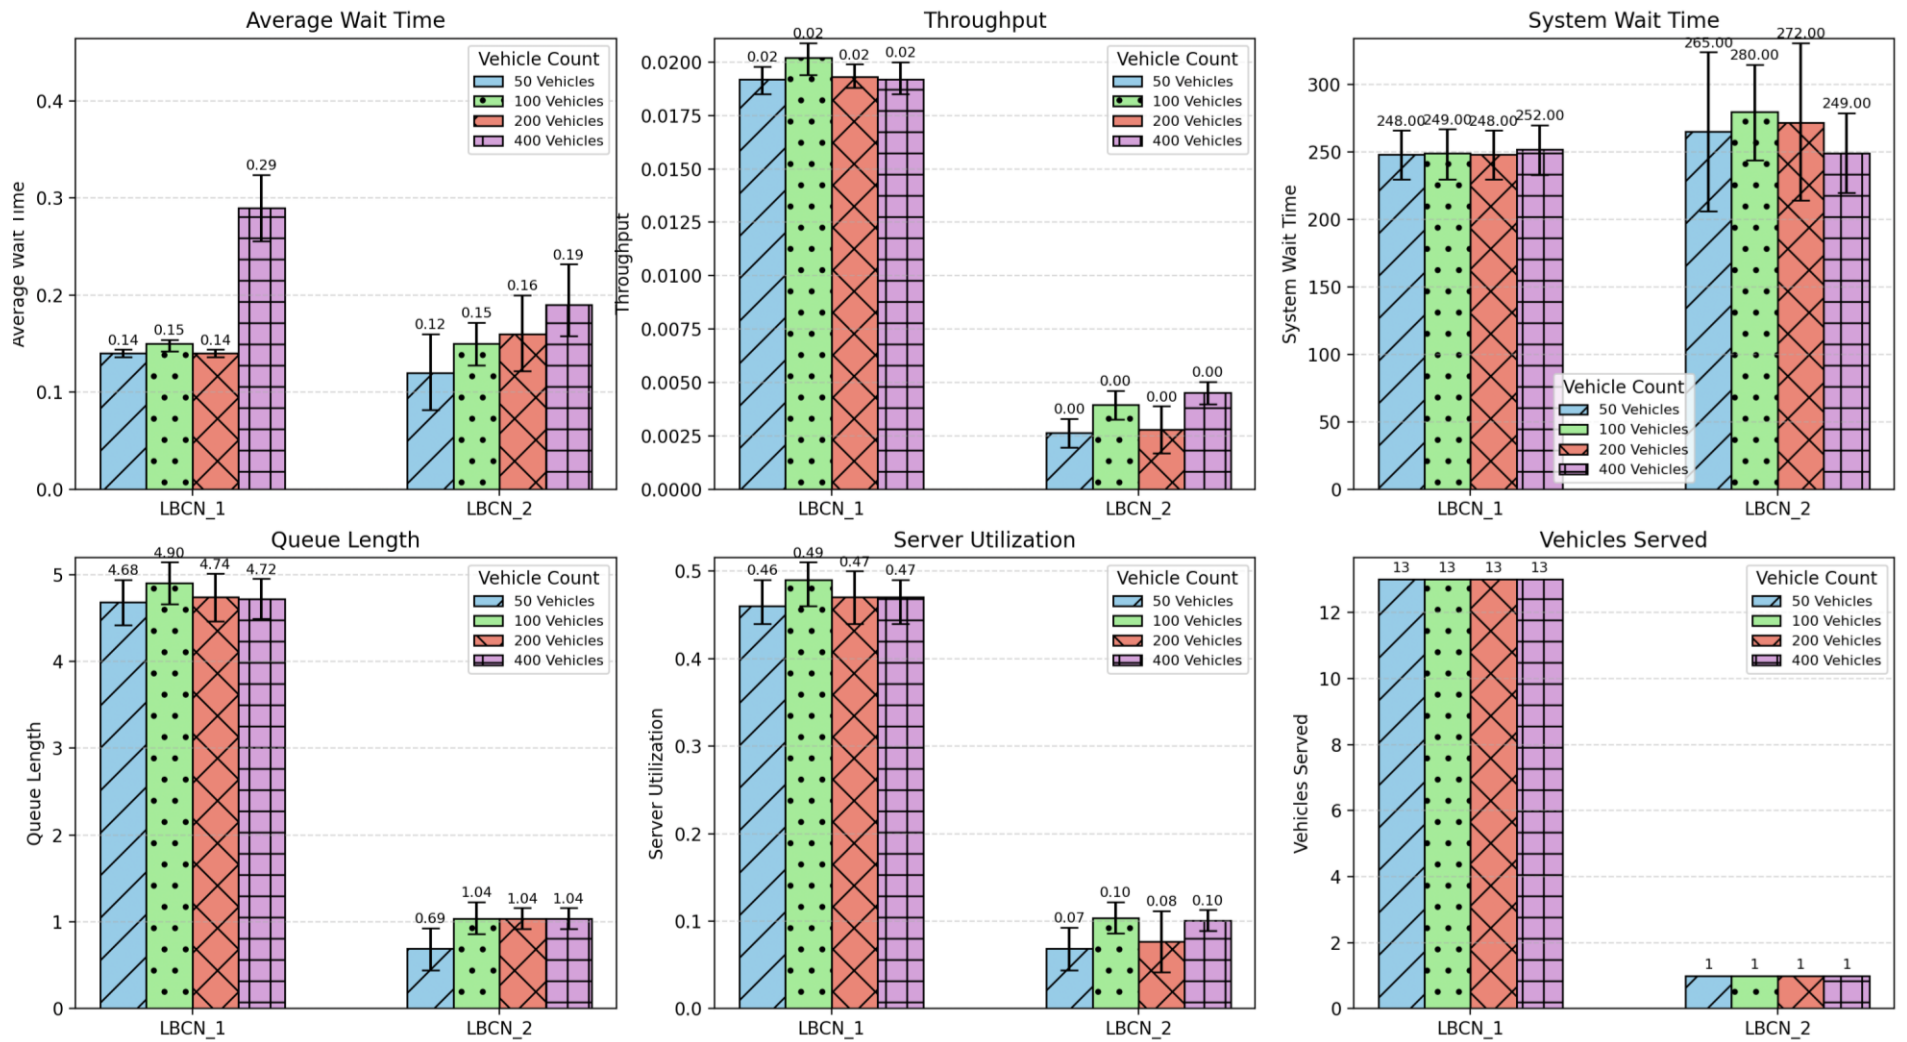 Average Wait Time
Average Wait Time
0.4
0.3
0.2
0.1
0.0
0.14
0.15
0.14
0.29
0.12
0.15
0.16
0.19
Vehicle Count
50 Vehicles
100 Vehicles
200 Vehicles
400 Vehicles
LBCN_1
LBCN_2
Throughput
Throughput
0.0200
0.0175
0.0150
0.0125
0.0100
0.0075
0.0050
0.0025
0.0000
0.02
0.02
0.02
0.02
0.00
0.00
0.00
0.00
Vehicle Count
50 Vehicles
100 Vehicles
200 Vehicles
400 Vehicles
LBCN_1
LBCN_2
System Wait Time
System Wait Time
300
250
200
150
100
50
0
248.00
249.00
248.00
252.00
265.00
280.00
272.00
249.00
Vehicle Count
50 Vehicles
100 Vehicles
200 Vehicles
400 Vehicles
LBCN_1
LBCN_2
Queue Length
Queue Length
5
4
3
2
1
0
4.68
4.90
4.74
4.72
0.69
1.04
1.04
1.04
Vehicle Count
50 Vehicles
100 Vehicles
200 Vehicles
400 Vehicles
LBCN_1
LBCN_2
Server Utilization
Server Utilization
0.5
0.4
0.3
0.2
0.1
0.0
0.46
0.49
0.47
0.47
0.07
0.10
0.08
0.10
Vehicle Count
50 Vehicles
100 Vehicles
200 Vehicles
400 Vehicles
LBCN_1
LBCN_2
Vehicles Served
Vehicles Served
12
10
8
6
4
2
0
13
13
13
13
1
1
1
1
Vehicle Count
50 Vehicles
100 Vehicles
200 Vehicles
400 Vehicles
LBCN_1
LBCN_2